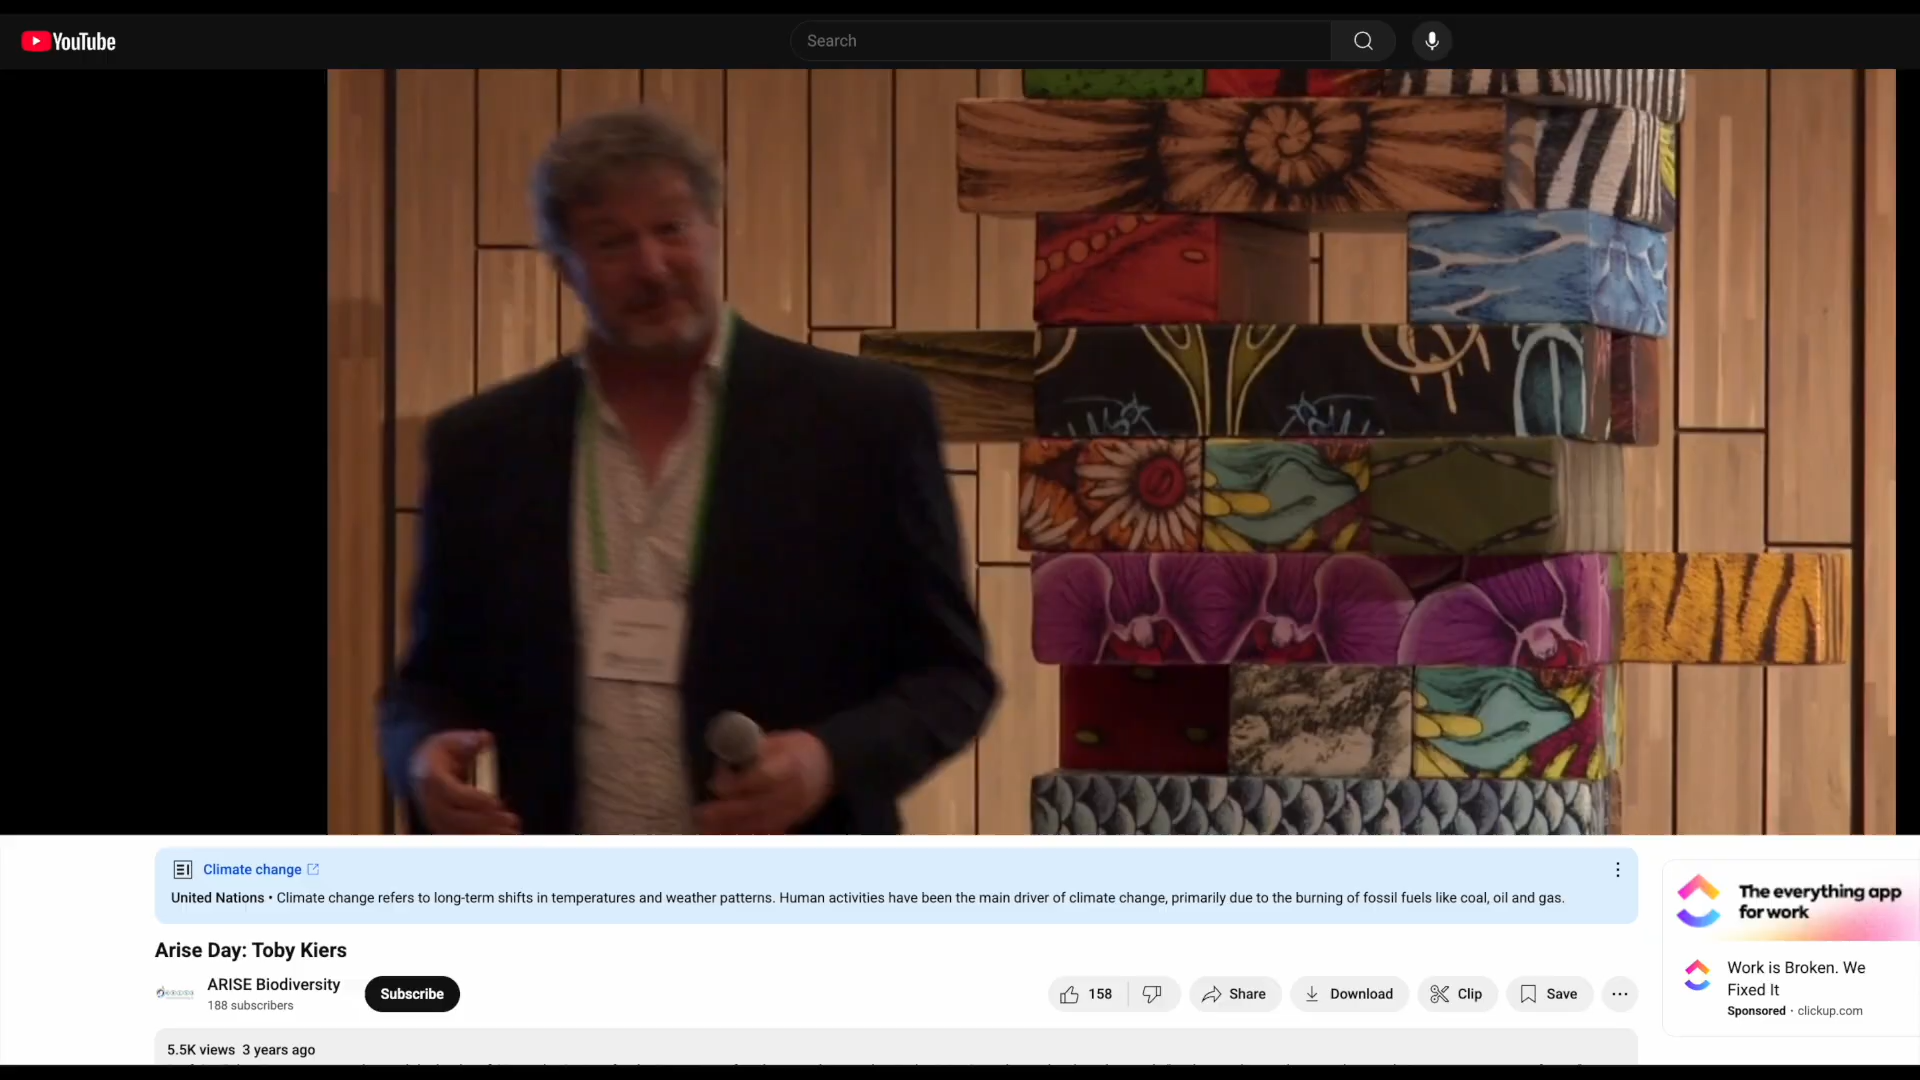 YouTube
Search
Climate change
United Nations • Climate change refers to long-term shifts in temperatures and weather patterns. Human activities have been the main driver of climate change, primarily due to the burning of fossil fuels like coal, oil and gas.
Arise Day: Toby Kiers
ARISE Biodiversity
188 subscribers
Subscribe
158
Share
Download
Clip
Save
5.5K views 3 years ago
The everything app
for work
Work is Broken. We
Fixed It
Sponsored · clickup.com